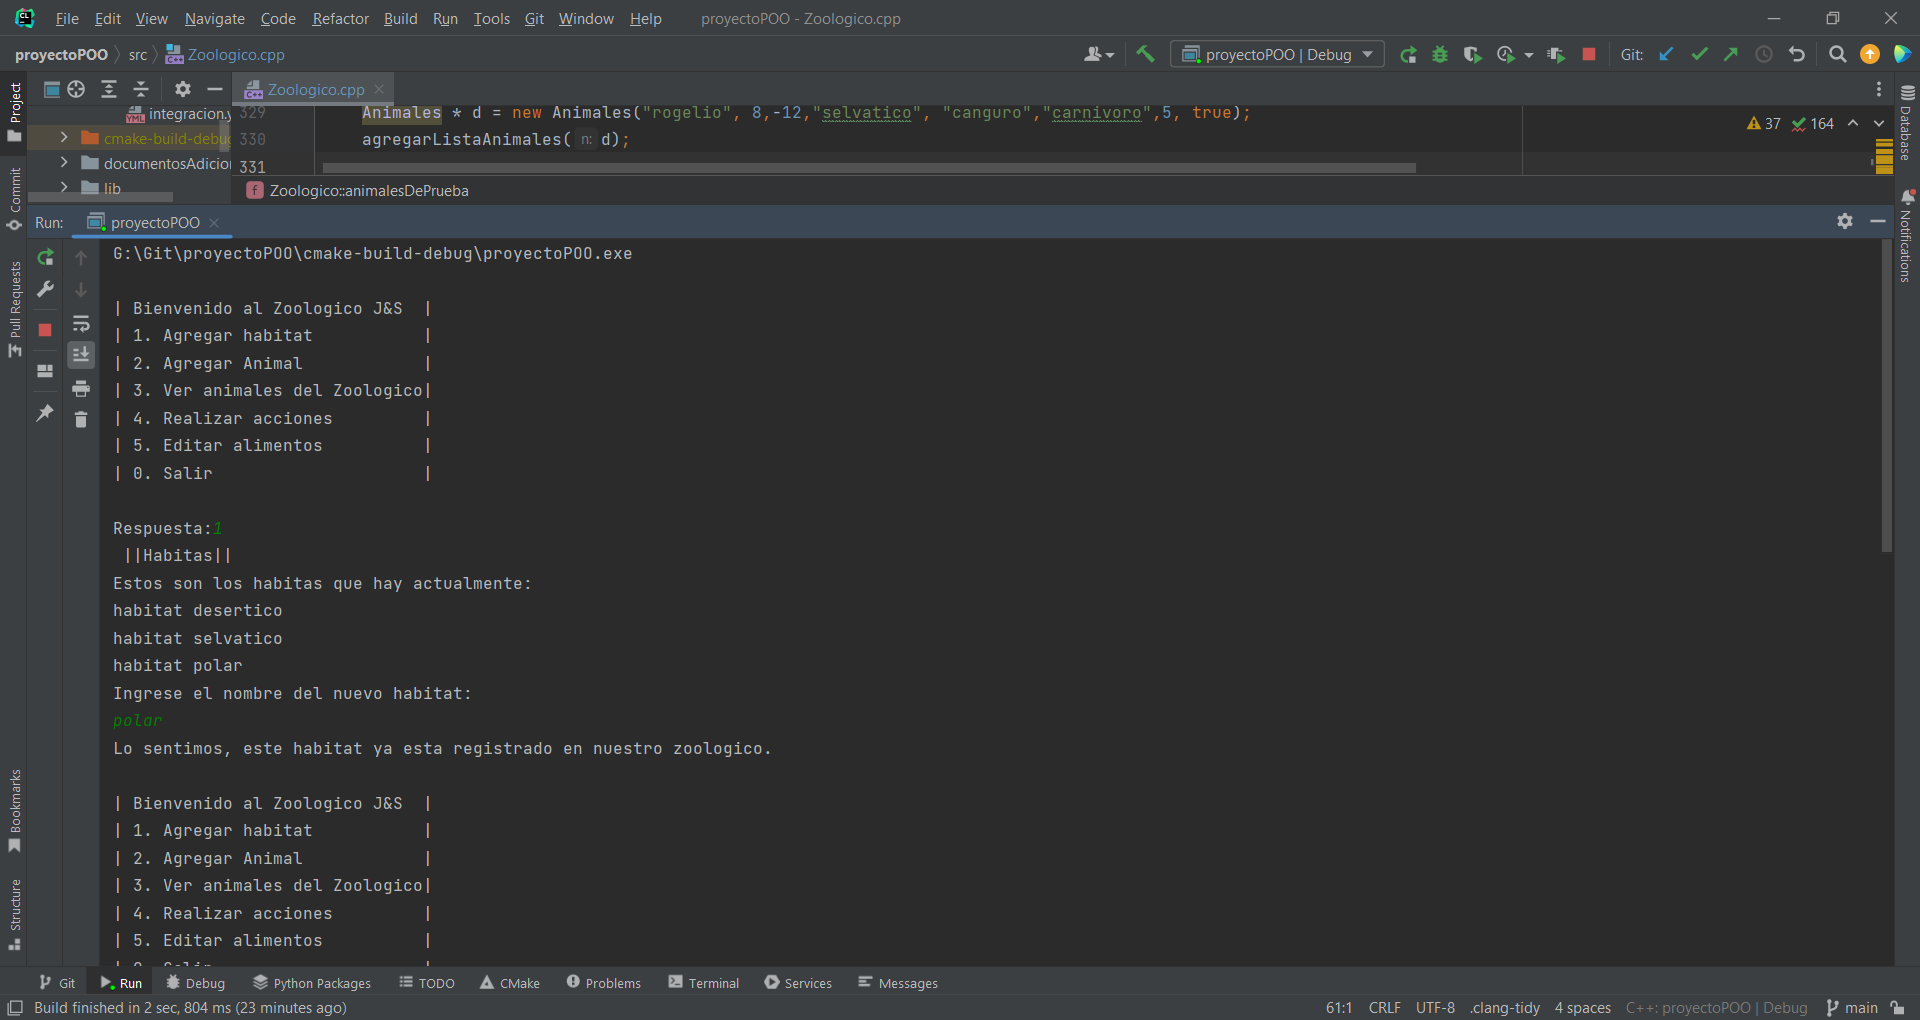 File Edit View Navigate Code Refactor Build Run Tools Git Window Help proyectoPOO - Zoologico.cpp
proyectoPOO src Zoologico.cpp proyectoPOO | Debug Git:
Project
Zoologico.cpp
integracion.y
cmake-build-debug
documentosAdicio
lib
329 Animales * d = new Animales("rogelio", 8,-12,"selvatico", "canguro","carnivoro",5, true);
330 agregarListaAnimales( n: d);
331
37 164
Zoologico::animalesDePrueba
Database
Notifications
Commit
Pull Requests
Bookmarks
Structure
Run: proyectoPOO
G:\Git\proyectoPOO\cmake-build-debug\proyectoPOO.exe
| Bienvenido al Zoologico J&S  |
| 1. Agregar habitat           |
| 2. Agregar Animal            |
| 3. Ver animales del Zoologico|
| 4. Realizar acciones         |
| 5. Editar alimentos          |
| 0. Salir                     |
Respuesta:1
||Habitas||
Estos son los habitas que hay actualmente:
habitat desertico
habitat selvatico
habitat polar
Ingrese el nombre del nuevo habitat:
polar
Lo sentimos, este habitat ya esta registrado en nuestro zoologico.
| Bienvenido al Zoologico J&S  |
| 1. Agregar habitat           |
| 2. Agregar Animal            |
| 3. Ver animales del Zoologico|
| 4. Realizar acciones         |
| 5. Editar alimentos          |
Git Run Debug Python Packages TODO CMake Problems Terminal Services Messages
Build finished in 2 sec, 804 ms (23 minutes ago) 61:1 CRLF UTF-8 .clang-tidy 4 spaces C++: proyectoPOO | Debug main